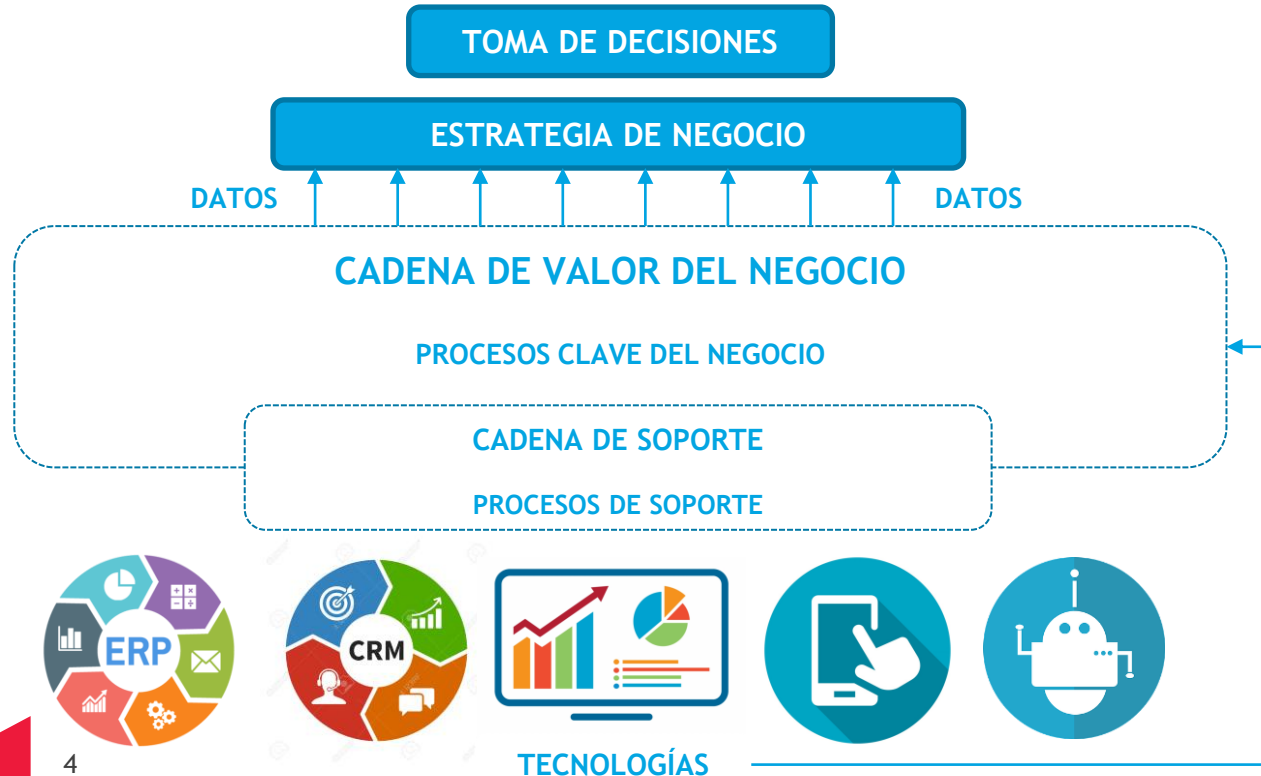 TOMA DE DECISIONES
ESTRATEGIA DE NEGOCIO
DATOS
DATOS
CADENA DE VALOR DEL NEGOCIO
PROCESOS CLAVE DEL NEGOCIO
CADENA DE SOPORTE
PROCESOS DE SOPORTE
ERP
CRM
4
TECNOLOGÍAS